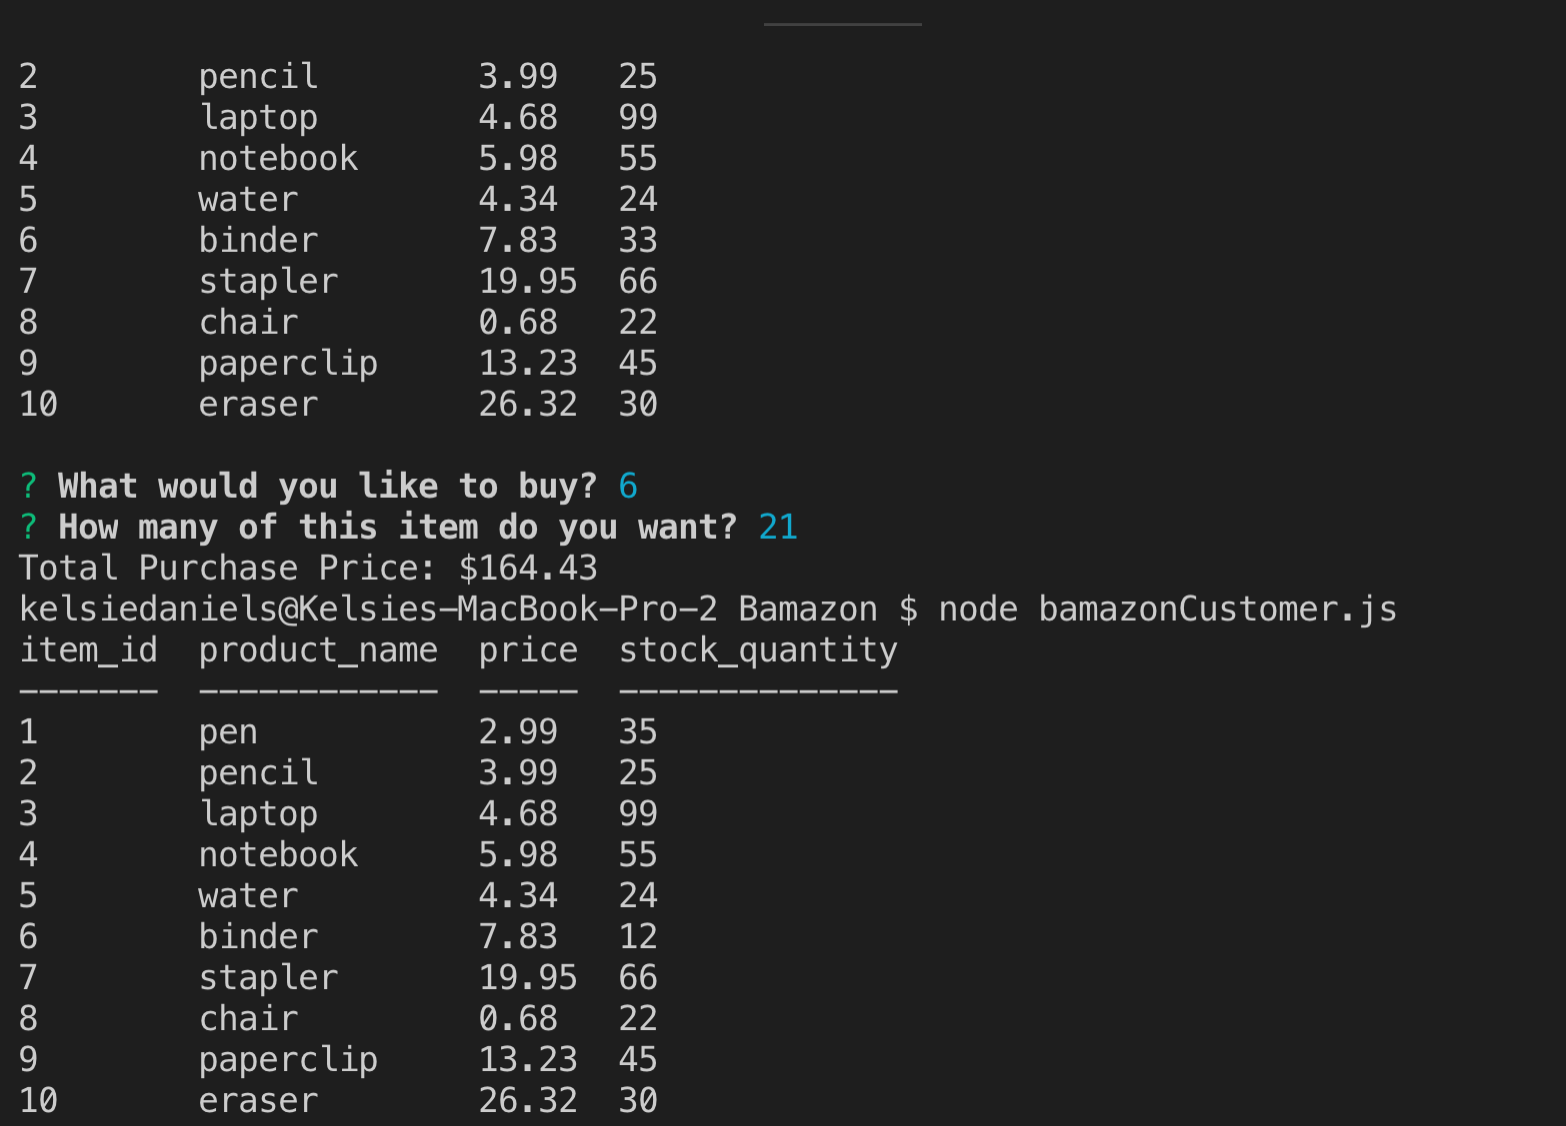 2         pencil        3.99   25
3         laptop        4.68   99
4         notebook      5.98   55
5         water         4.34   24
6         binder        7.83   33
7         stapler       19.95  66
8         chair         0.68   22
9         paperclip     13.23  45
10        eraser        26.32  30
? What would you like to buy? 6
? How many of this item do you want? 21
Total Purchase Price: $164.43
kelsiedaniels@Kelsies-MacBook-Pro-2 Bamazon $ node bamazonCustomer.js
item_id  product_name  price  stock_quantity
-------  ------------  -----  --------------
1        pen           2.99   35
2        pencil        3.99   25
3        laptop        4.68   99
4        notebook      5.98   55
5        water         4.34   24
6        binder        7.83   12
7        stapler       19.95  66
8        chair         0.68   22
9        paperclip     13.23  45
10       eraser        26.32  30